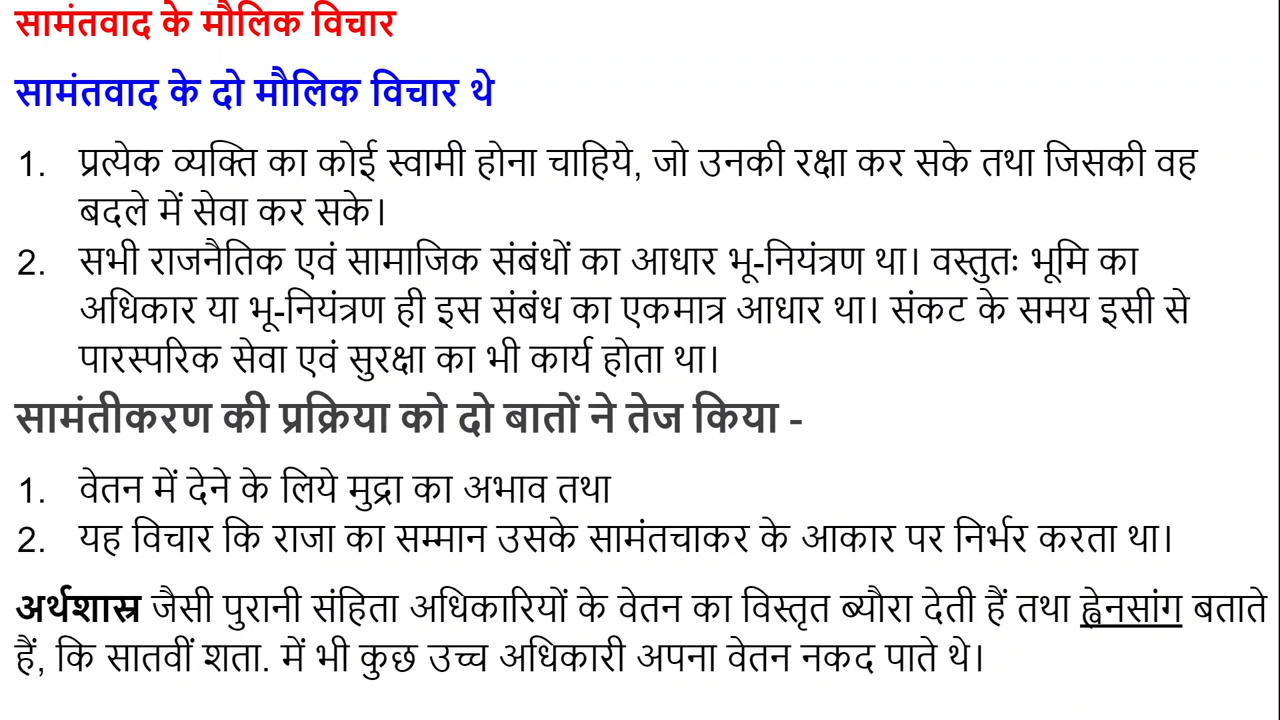 सामंतवाद के मौलिक विचार
सामंतवाद के दो मौलिक विचार थे
1. प्रत्येक व्यक्ति का कोई स्वामी होना चाहिये, जो उनकी रक्षा कर सके तथा जिसकी वह
बदले में सेवा कर सके।
2. सभी राजनैतिक एवं सामाजिक संबंधों का आधार भू-नियंत्रण था। वस्तुतः भूमि का
अधिकार या भू-नियंत्रण ही इस संबंध का एकमात्र आधार था। संकट के समय इसी से
पारस्परिक सेवा एवं सुरक्षा का भी कार्य होता था।
सामंतीकरण की प्रक्रिया को दो बातों ने तेज किया -
1. वेतन में देने के लिये मुद्रा का अभाव तथा
2. यह विचार कि राजा का सम्मान उसके सामंतचाकर के आकार पर निर्भर करता था।
अर्थशास्त्र जैसी पुरानी संहिता अधिकारियों के वेतन का विस्तृत ब्यौरा देती हैं तथा ह्वेनसांग बताते
हैं, कि सातवीं शता. में भी कुछ उच्च अधिकारी अपना वेतन नकद पाते थे।